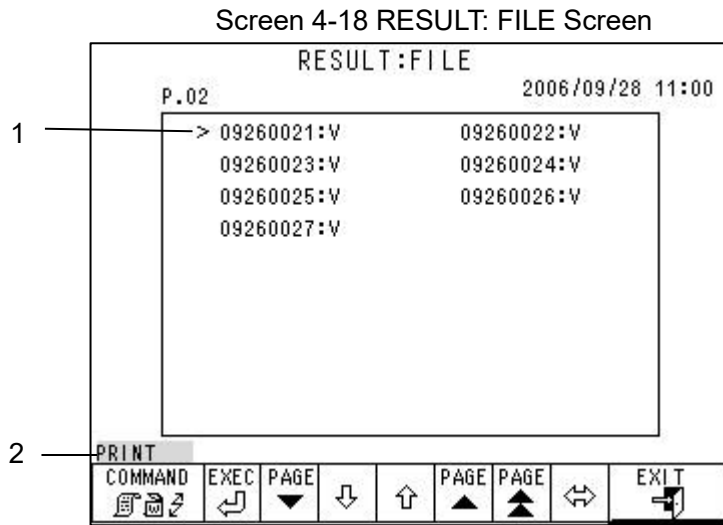 Screen 4-18 RESULT: FILE Screen
RESULT:FILE
P.02 2006/09/28 11:00
1
> 09260021:V 09260022:V
09260023:V 09260024:V
09260025:V 09260026:V
09260027:V
2
PRINT
COMMAND EXEC PAGE PAGE PAGE EXIT